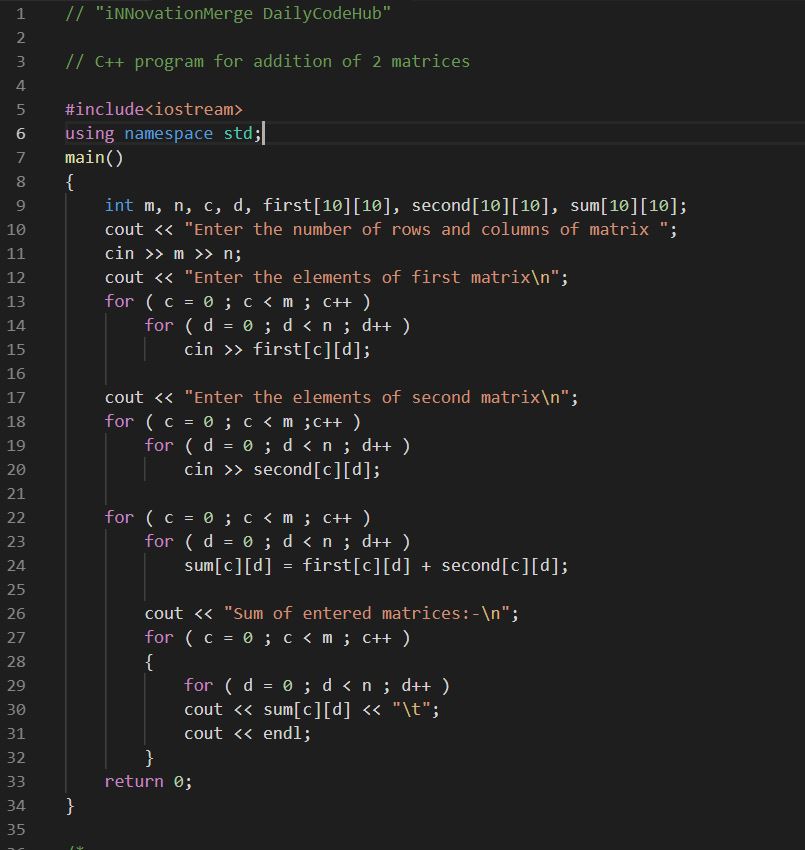 1 // "iNNovationMerge DailyCodeHub"
2
3 // C++ program for addition of 2 matrices
4
5 #include<iostream>
6 using namespace std;
7 main()
8 {
9     int m, n, c, d, first[10][10], second[10][10], sum[10][10];
10     cout << "Enter the number of rows and columns of matrix ";
11     cin >> m >> n;
12     cout << "Enter the elements of first matrix\n";
13     for ( c = 0 ; c < m ; c++ )
14         for ( d = 0 ; d < n ; d++ )
15             cin >> first[c][d];
16
17     cout << "Enter the elements of second matrix\n";
18     for ( c = 0 ; c < m ;c++ )
19         for ( d = 0 ; d < n ; d++ )
20             cin >> second[c][d];
21
22     for ( c = 0 ; c < m ; c++ )
23         for ( d = 0 ; d < n ; d++ )
24             sum[c][d] = first[c][d] + second[c][d];
25
26         cout << "Sum of entered matrices:-\n";
27         for ( c = 0 ; c < m ; c++ )
28         {
29             for ( d = 0 ; d < n ; d++ )
30             cout << sum[c][d] << "\t";
31             cout << endl;
32         }
33     return 0;
34 }
35